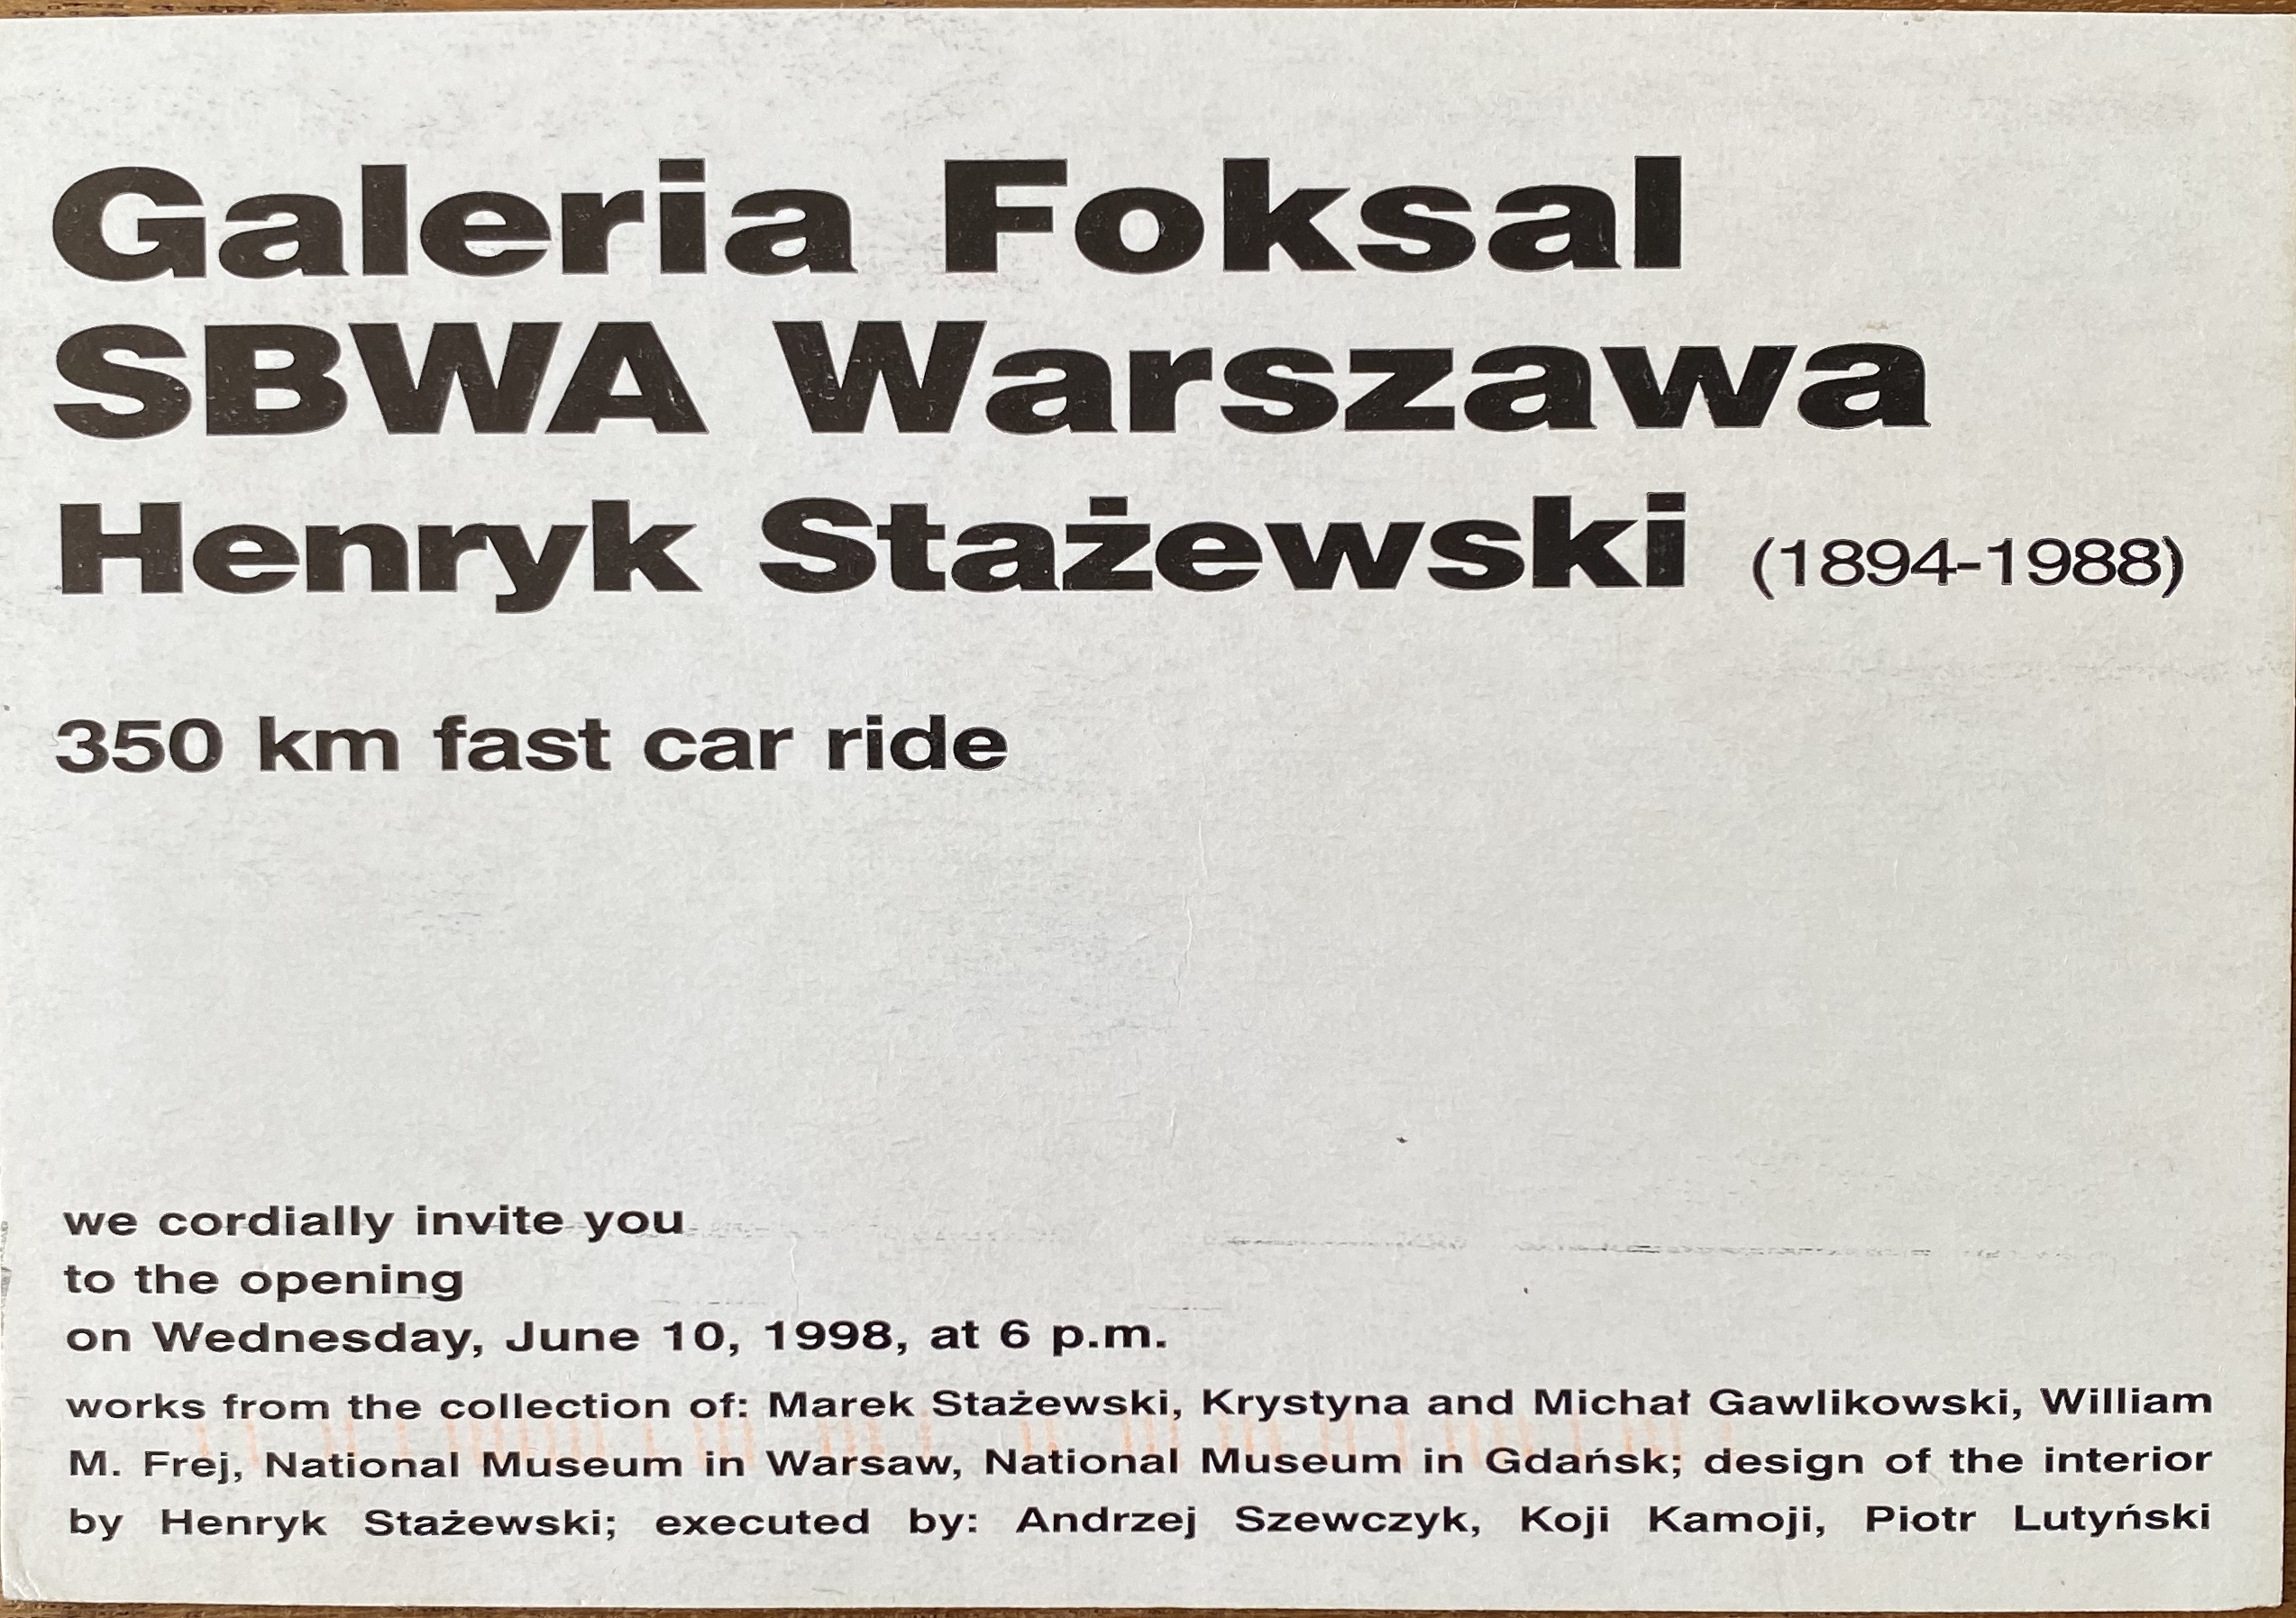 Galeria Foksal
SBWA Warszawa
Henryk Stażewski (1894-1988)
350 km fast car ride
we cordially invite you
to the opening
on Wednesday, June 10, 1998, at 6 p.m.
works from the collection of: Marek Stażewski, Krystyna and Michał Gawlikowski, William
M. Frej, National Museum in Warsaw, National Museum in Gdańsk; design of the interior
by Henryk Stażewski; executed by: Andrzej Szewczyk, Koji Kamoji, Piotr Lutyński